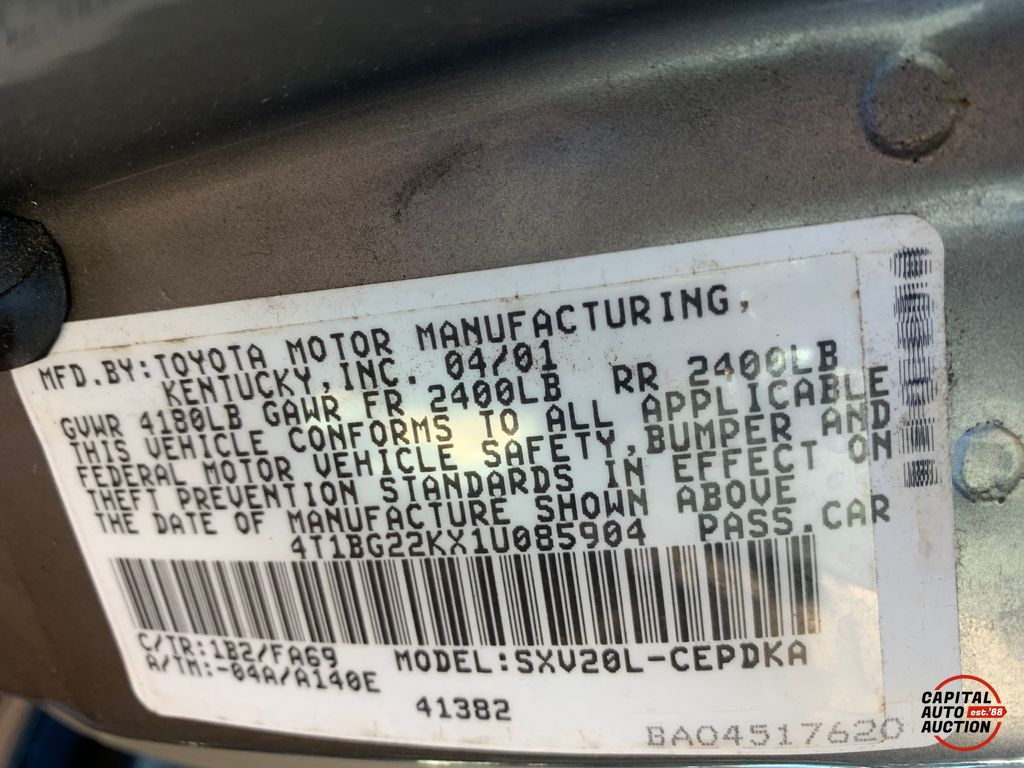 MFD.BY:TOYOTA MOTOR MANUFACTURING,
KENTUCKY,INC. 04/01
GVWR 4180LB GAWR FR 2400LB RR 2400LB
THIS VEHICLE CONFORMS TO ALL APPLICABLE
FEDERAL MOTOR VEHICLE SAFETY,BUMPER AND
THEFT PREVENTION STANDARDS IN EFFECT ON
THE DATE OF MANUFACTURE SHOWN ABOVE
4T1BG22KX1U085904 PASS.CAR
C/TR:1B2/FA69
A/TM:-04A/A140E
MODEL:SXV20L-CEPDKA
41382
BA04517620
CAPITAL
AUTO est.'88
AUCTION